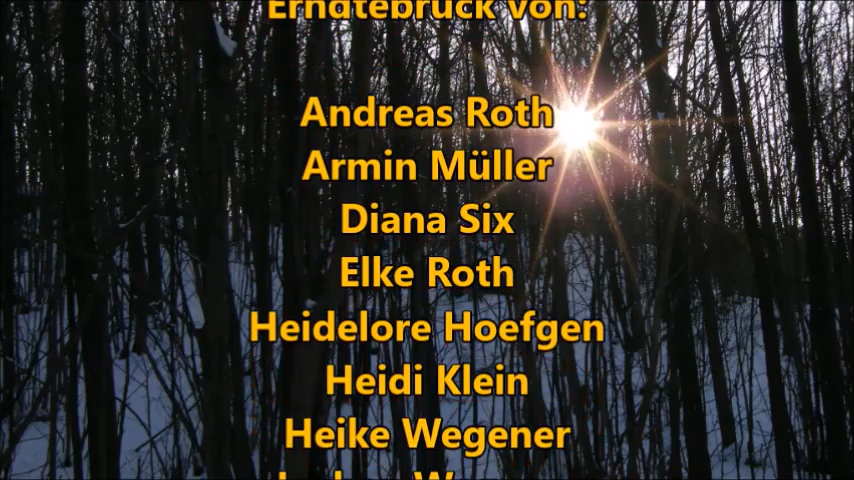 Erndtebrück von:
Andreas Roth
Armin Müller
Diana Six
Elke Roth
Heidelore Hoefgen
Heidi Klein
Heike Wegener